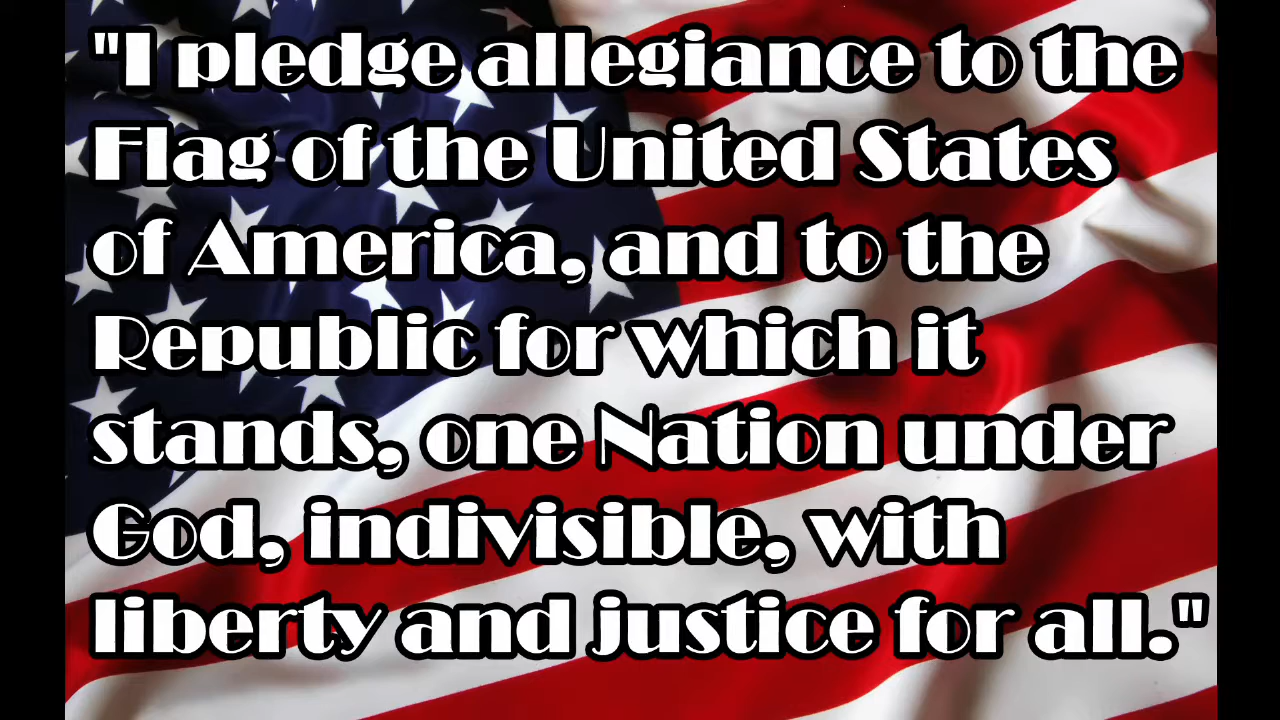 "I pledge allegiance to the
Flag of the United States
of America, and to the
Republic for which it
stands, one Nation under
God, indivisible, with
liberty and justice for all."